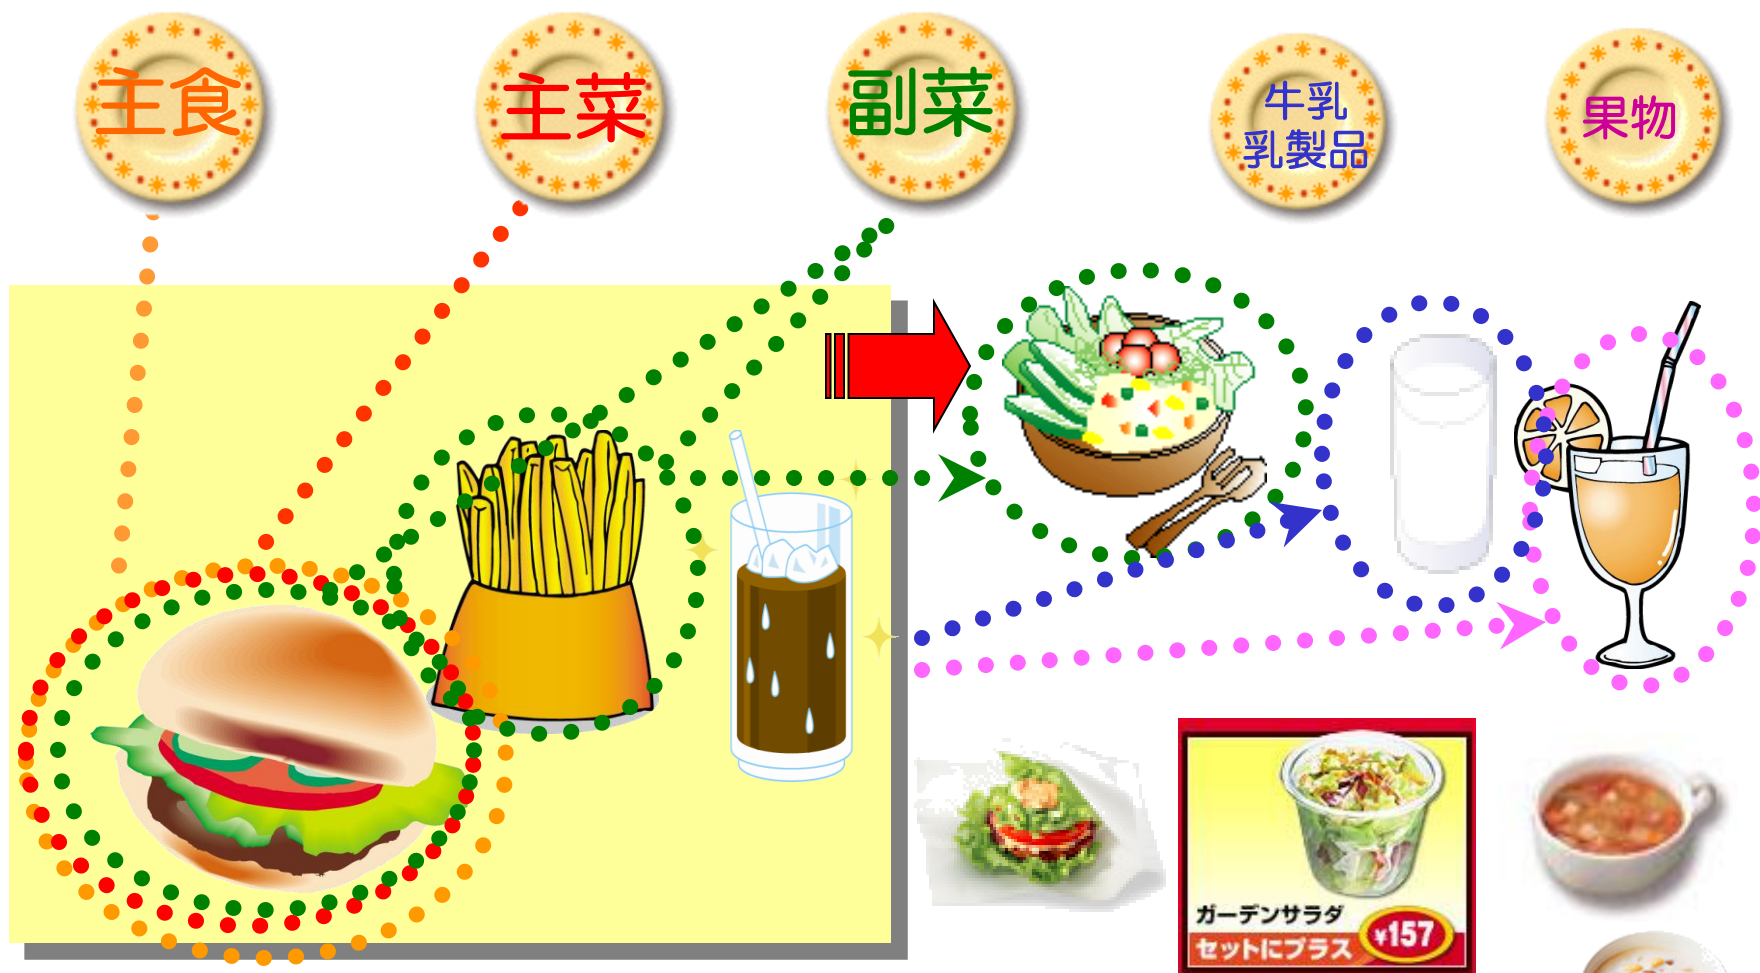 主食
主菜
副菜
牛乳
乳製品
果物
ガーデンサラダ
セットにプラス
¥157